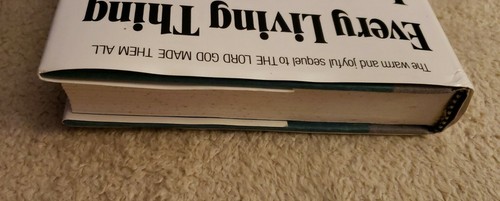 The warm and joyful sequel to THE LORD GOD MADE THEM ALL
Every Living Thing